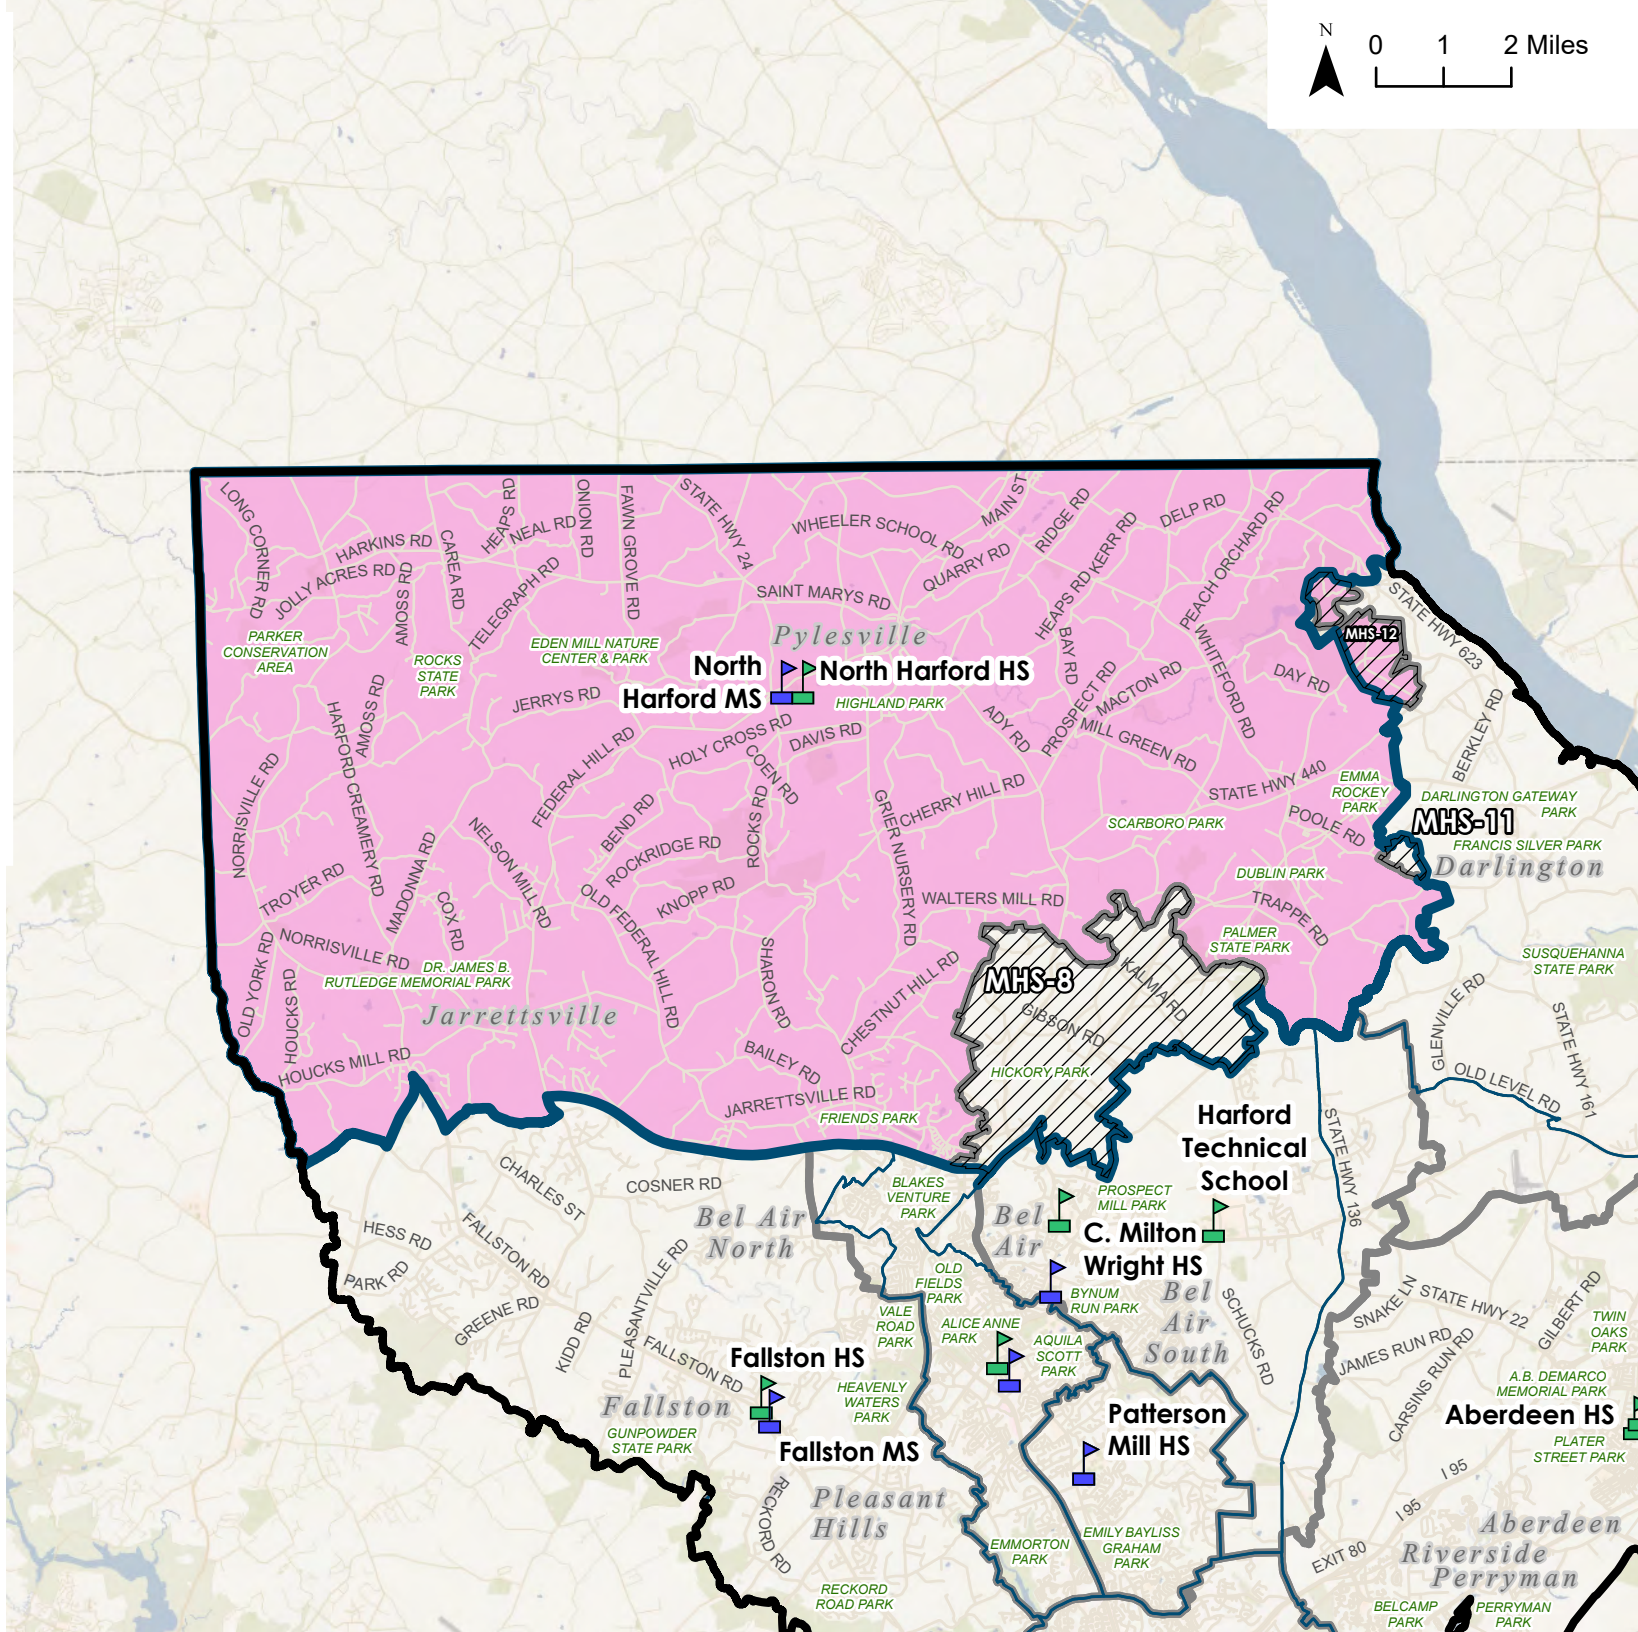 N
0 1 2 Miles
LONG CORNER RD
HARKINS RD
JOLLY ACRES RD
CAREA RD
AMOSS RD
HEAPS RD
NEAL RD
ONION RD
FAWN GROVE RD
TELEGRAPH RD
STATE HWY 24
WHEELER SCHOOL RD
MAIN ST
QUARRY RD
RIDGE RD
KERR RD
DELP RD
PEACH ORCHARD RD
SAINT MARYS RD
HEAPS RD
STATE HWY 623
MHS-12
PARKER
CONSERVATION
AREA
ROCKS
STATE
PARK
EDEN MILL NATURE
CENTER & PARK
Pylesville
North
Harford MS
North Harford HS
HIGHLAND PARK
BAY RD
WHITEFORD RD
DAY RD
PROSPECT RD
MACTON RD
JERRYS RD
AMOSS RD
HARFORD CREAMERY RD
NORRISVILLE RD
FEDERAL HILL RD
HOLY CROSS RD
DAVIS RD
COEN RD
ADY RD
MILL GREEN RD
BERKLEY RD
STATE HWY 440
EMMA
ROCKEY
PARK
DARLINGTON GATEWAY
PARK
MHS-11
FRANCIS SILVER PARK
Darlington
POOLE RD
SCARBORO PARK
CHERRY HILL RD
GRIER NURSERY RD
ROCKS RD
BEND RD
ROCKRIDGE RD
KNOPP RD
NELSON MILL RD
MADONNA RD
TROYER RD
COX RD
OLD FEDERAL HILL RD
WALTERS MILL RD
DUBLIN PARK
TRAPPE RD
PALMER
STATE PARK
SUSQUEHANNA
STATE PARK
OLD YORK RD
NORRISVILLE RD
DR. JAMES B.
RUTLEDGE MEMORIAL PARK
HOUCKS RD
Jarrettsville
SHARON RD
CHESTNUT HILL RD
MHS-8
KALMIA RD
GIBSON RD
HICKORY PARK
GLENVILLE RD
STATE HWY 161
OLD LEVEL RD
HOUCKS MILL RD
BAILEY RD
JARRETTSVILLE RD
FRIENDS PARK
Harford
Technical
School
STATE HWY 136
CHARLES ST
COSNER RD
BLAKES
VENTURE
PARK
PROSPECT
MILL PARK
Bel Air
North
Bel
Air
C. Milton
Wright HS
HESS RD
FALLSTON RD
PARK RD
PLEASANTVILLE RD
OLD
FIELDS
PARK
BYNUM
RUN PARK
Bel
Air
South
SCHUCKS RD
SNAKE LN
STATE HWY 22
GILBERT RD
TWIN
OAKS
PARK
GREENE RD
KIDD RD
FALLSTON RD
VALE
ROAD
PARK
ALICE ANNE
PARK
AQUILA
SCOTT
PARK
JAMES RUN RD
CARSINS RUN RD
A.B. DEMARCO
MEMORIAL PARK
Aberdeen HS
PLATER
STREET PARK
Fallston HS
HEAVENLY
WATERS
PARK
Fallston
GUNPOWDER
STATE PARK
Fallston MS
Patterson
Mill HS
RECKORD RD
Pleasant
Hills
I 95
I 95
Aberdeen
EMMORTON
PARK
EMILY BAYLISS
GRAHAM
PARK
EXIT 80
Riverside
Perryman
RECKORD
ROAD PARK
BELCAMP
PARK
PERRYMAN
PARK